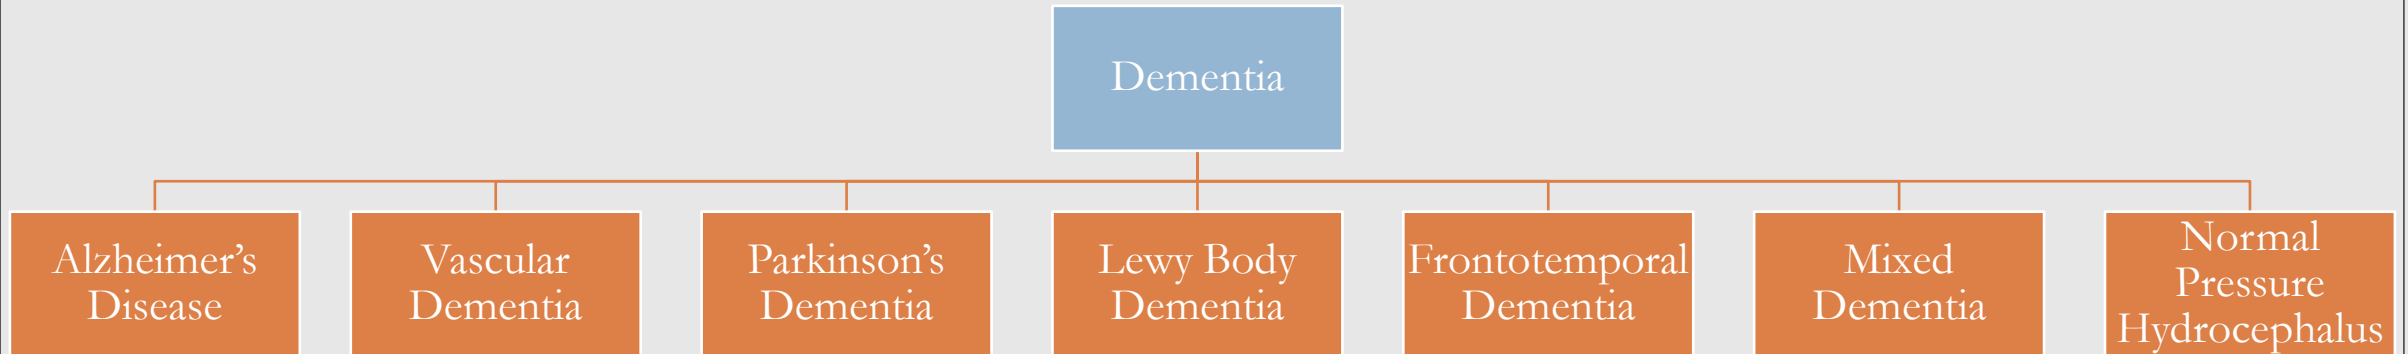 Dementia
Alzheimer’s
Disease
Vascular
Dementia
Parkinson’s
Dementia
Lewy Body
Dementia
Frontotemporal
Dementia
Mixed
Dementia
Normal
Pressure
Hydrocephalus